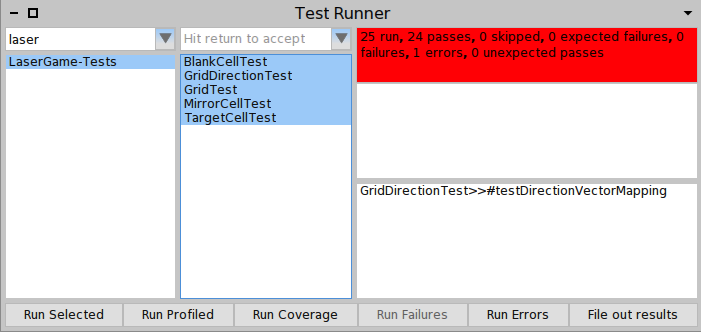 Test Runner
laser
Hit return to accept
25 run, 24 passes, 0 skipped, 0 expected failures, 0
failures, 1 errors, 0 unexpected passes
LaserGame-Tests
BlankCellTest
GridDirectionTest
GridTest
MirrorCellTest
TargetCellTest
GridDirectionTest>>#testDirectionVectorMapping
Run Selected
Run Profiled
Run Coverage
Run Failures
Run Errors
File out results